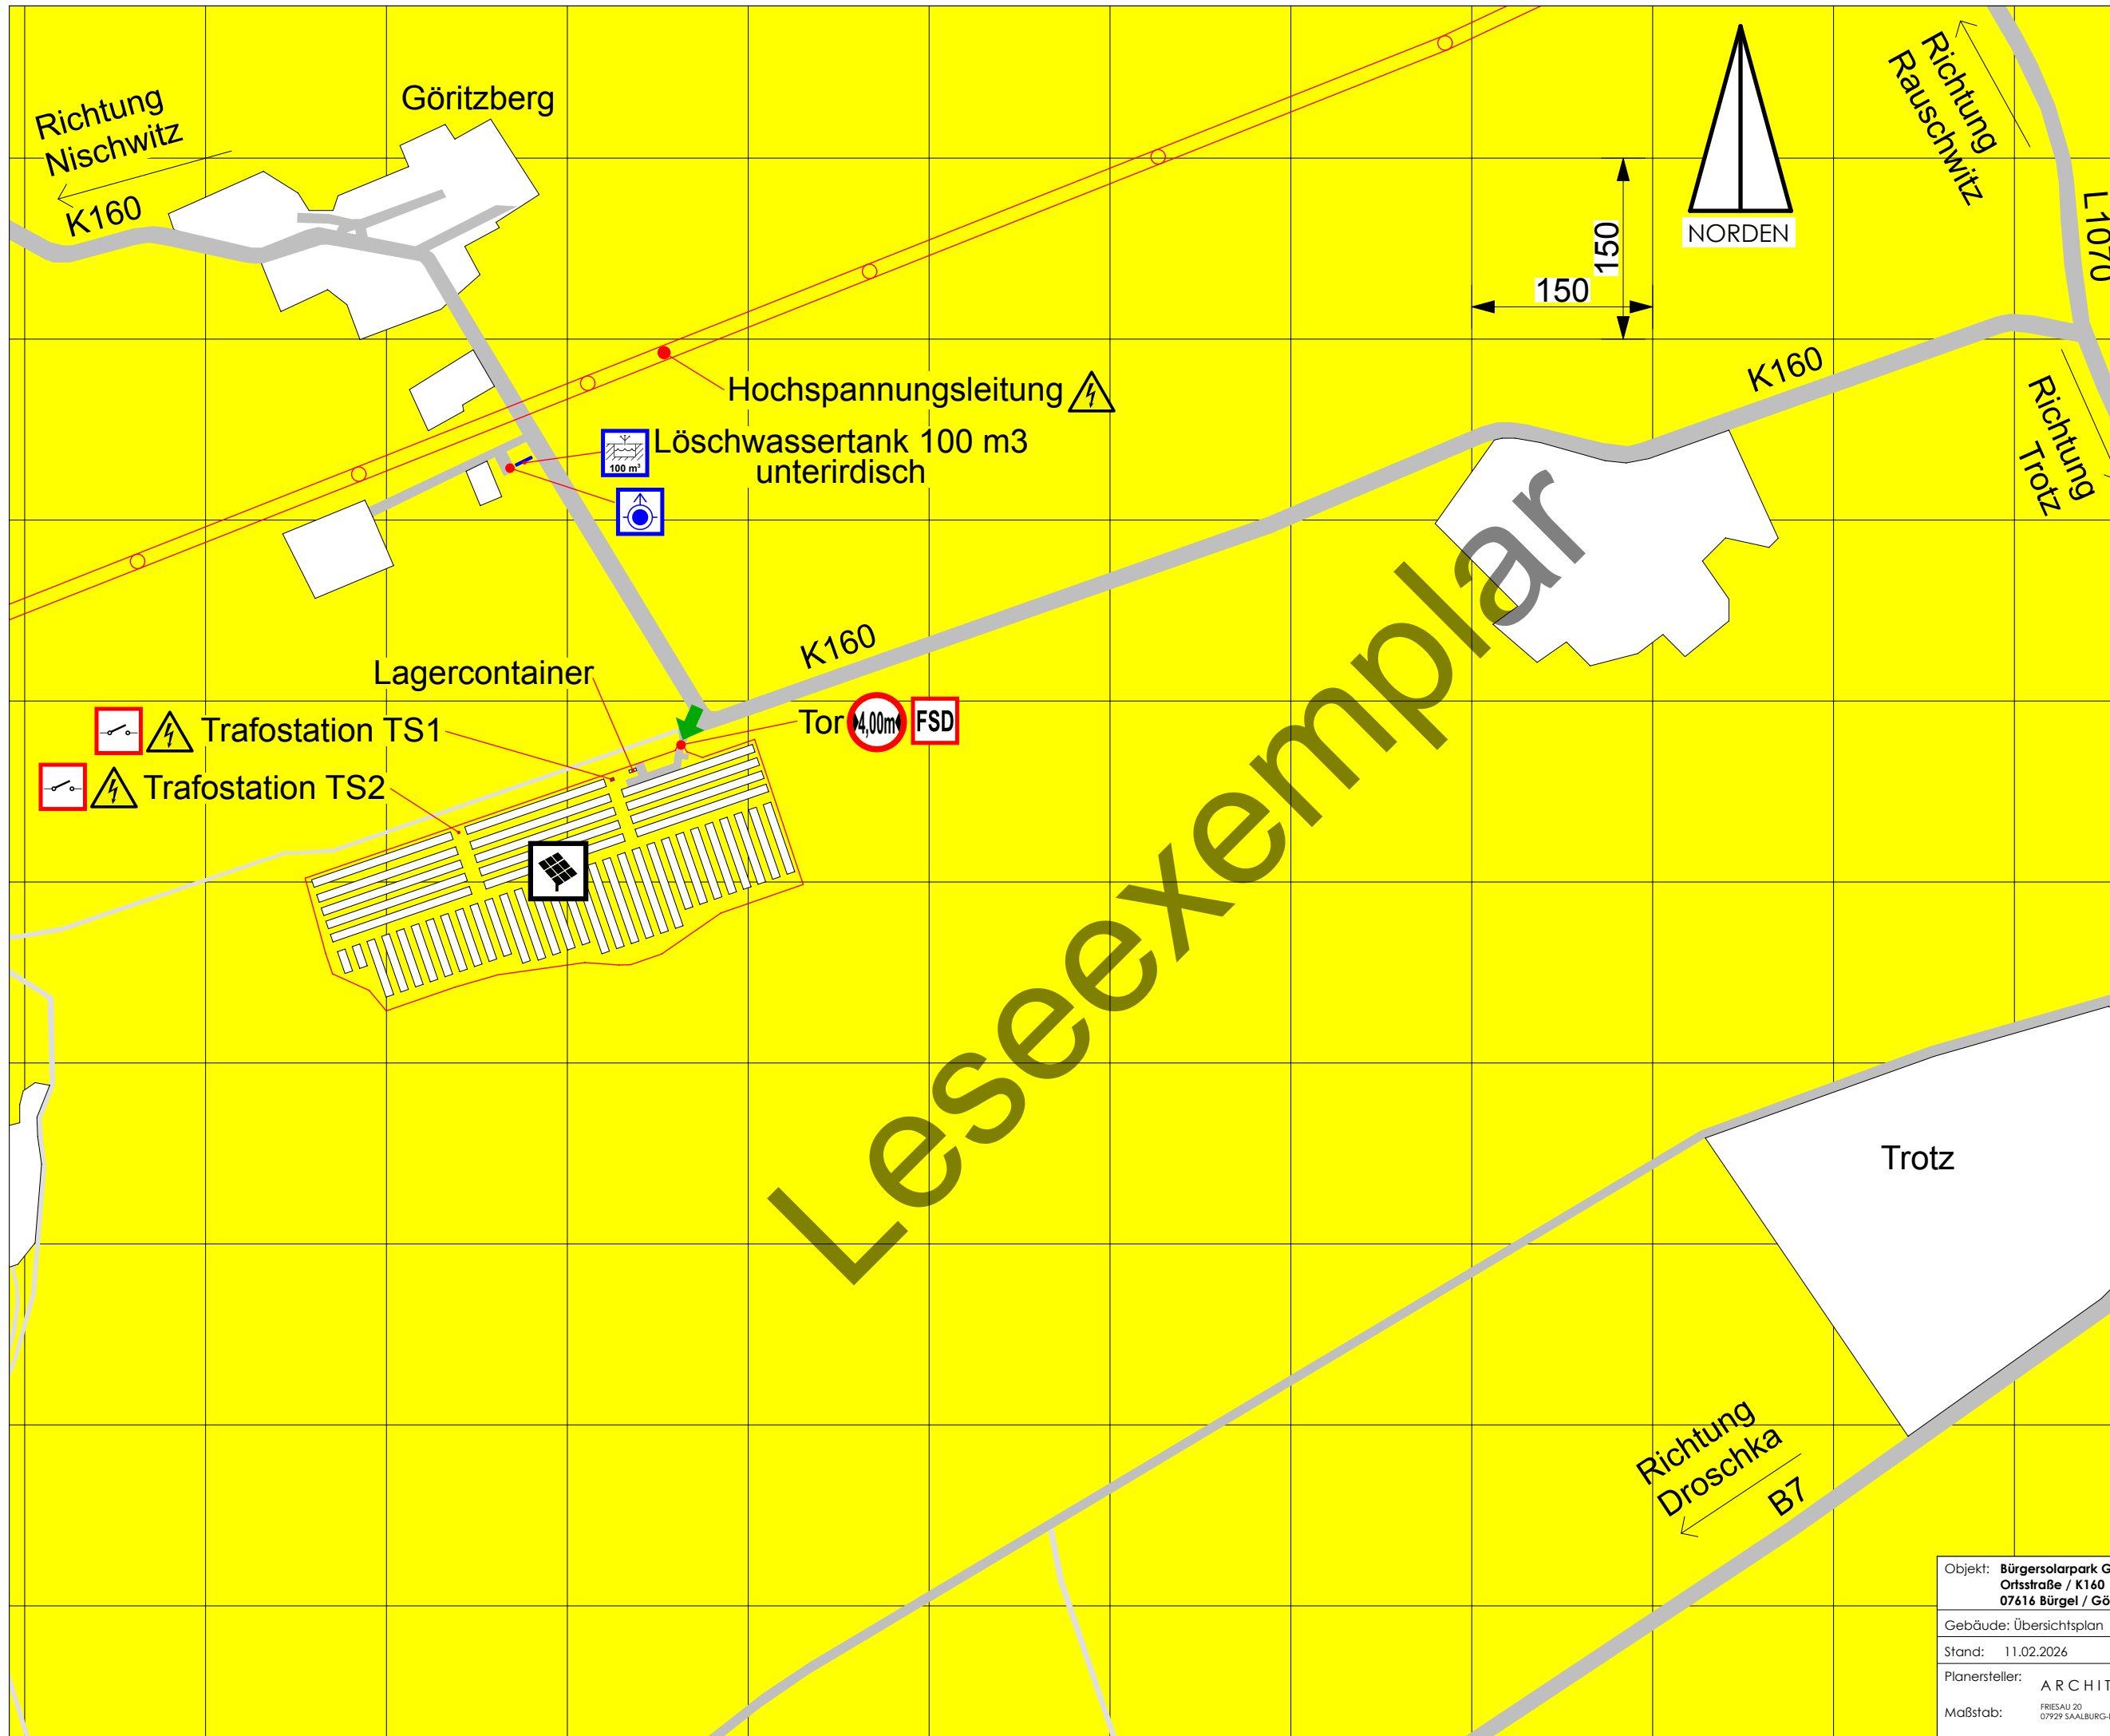 Richtung
Nischwitz
K160
Göritzberg
Richtung
Rauschwitz
L1070
NORDEN
150
150
Hochspannungsleitung
Löschwassertank 100 m3
unterirdisch
100 m³
K160
Richtung
Trotz
K160
Lagercontainer
Tor
4,00m
FSD
Trafostation TS1
Trafostation TS2
Leseexemplar
Trotz
Richtung
Droschka
B7
Objekt: Bürgersolarpark G
Ortsstraße / K160
07616 Bürgel / Gö
Gebäude: Übersichtsplan
Stand: 11.02.2026
Planersteller: ARCHIT
Maßstab: FRIESAU 20
07929 SAALBURG-